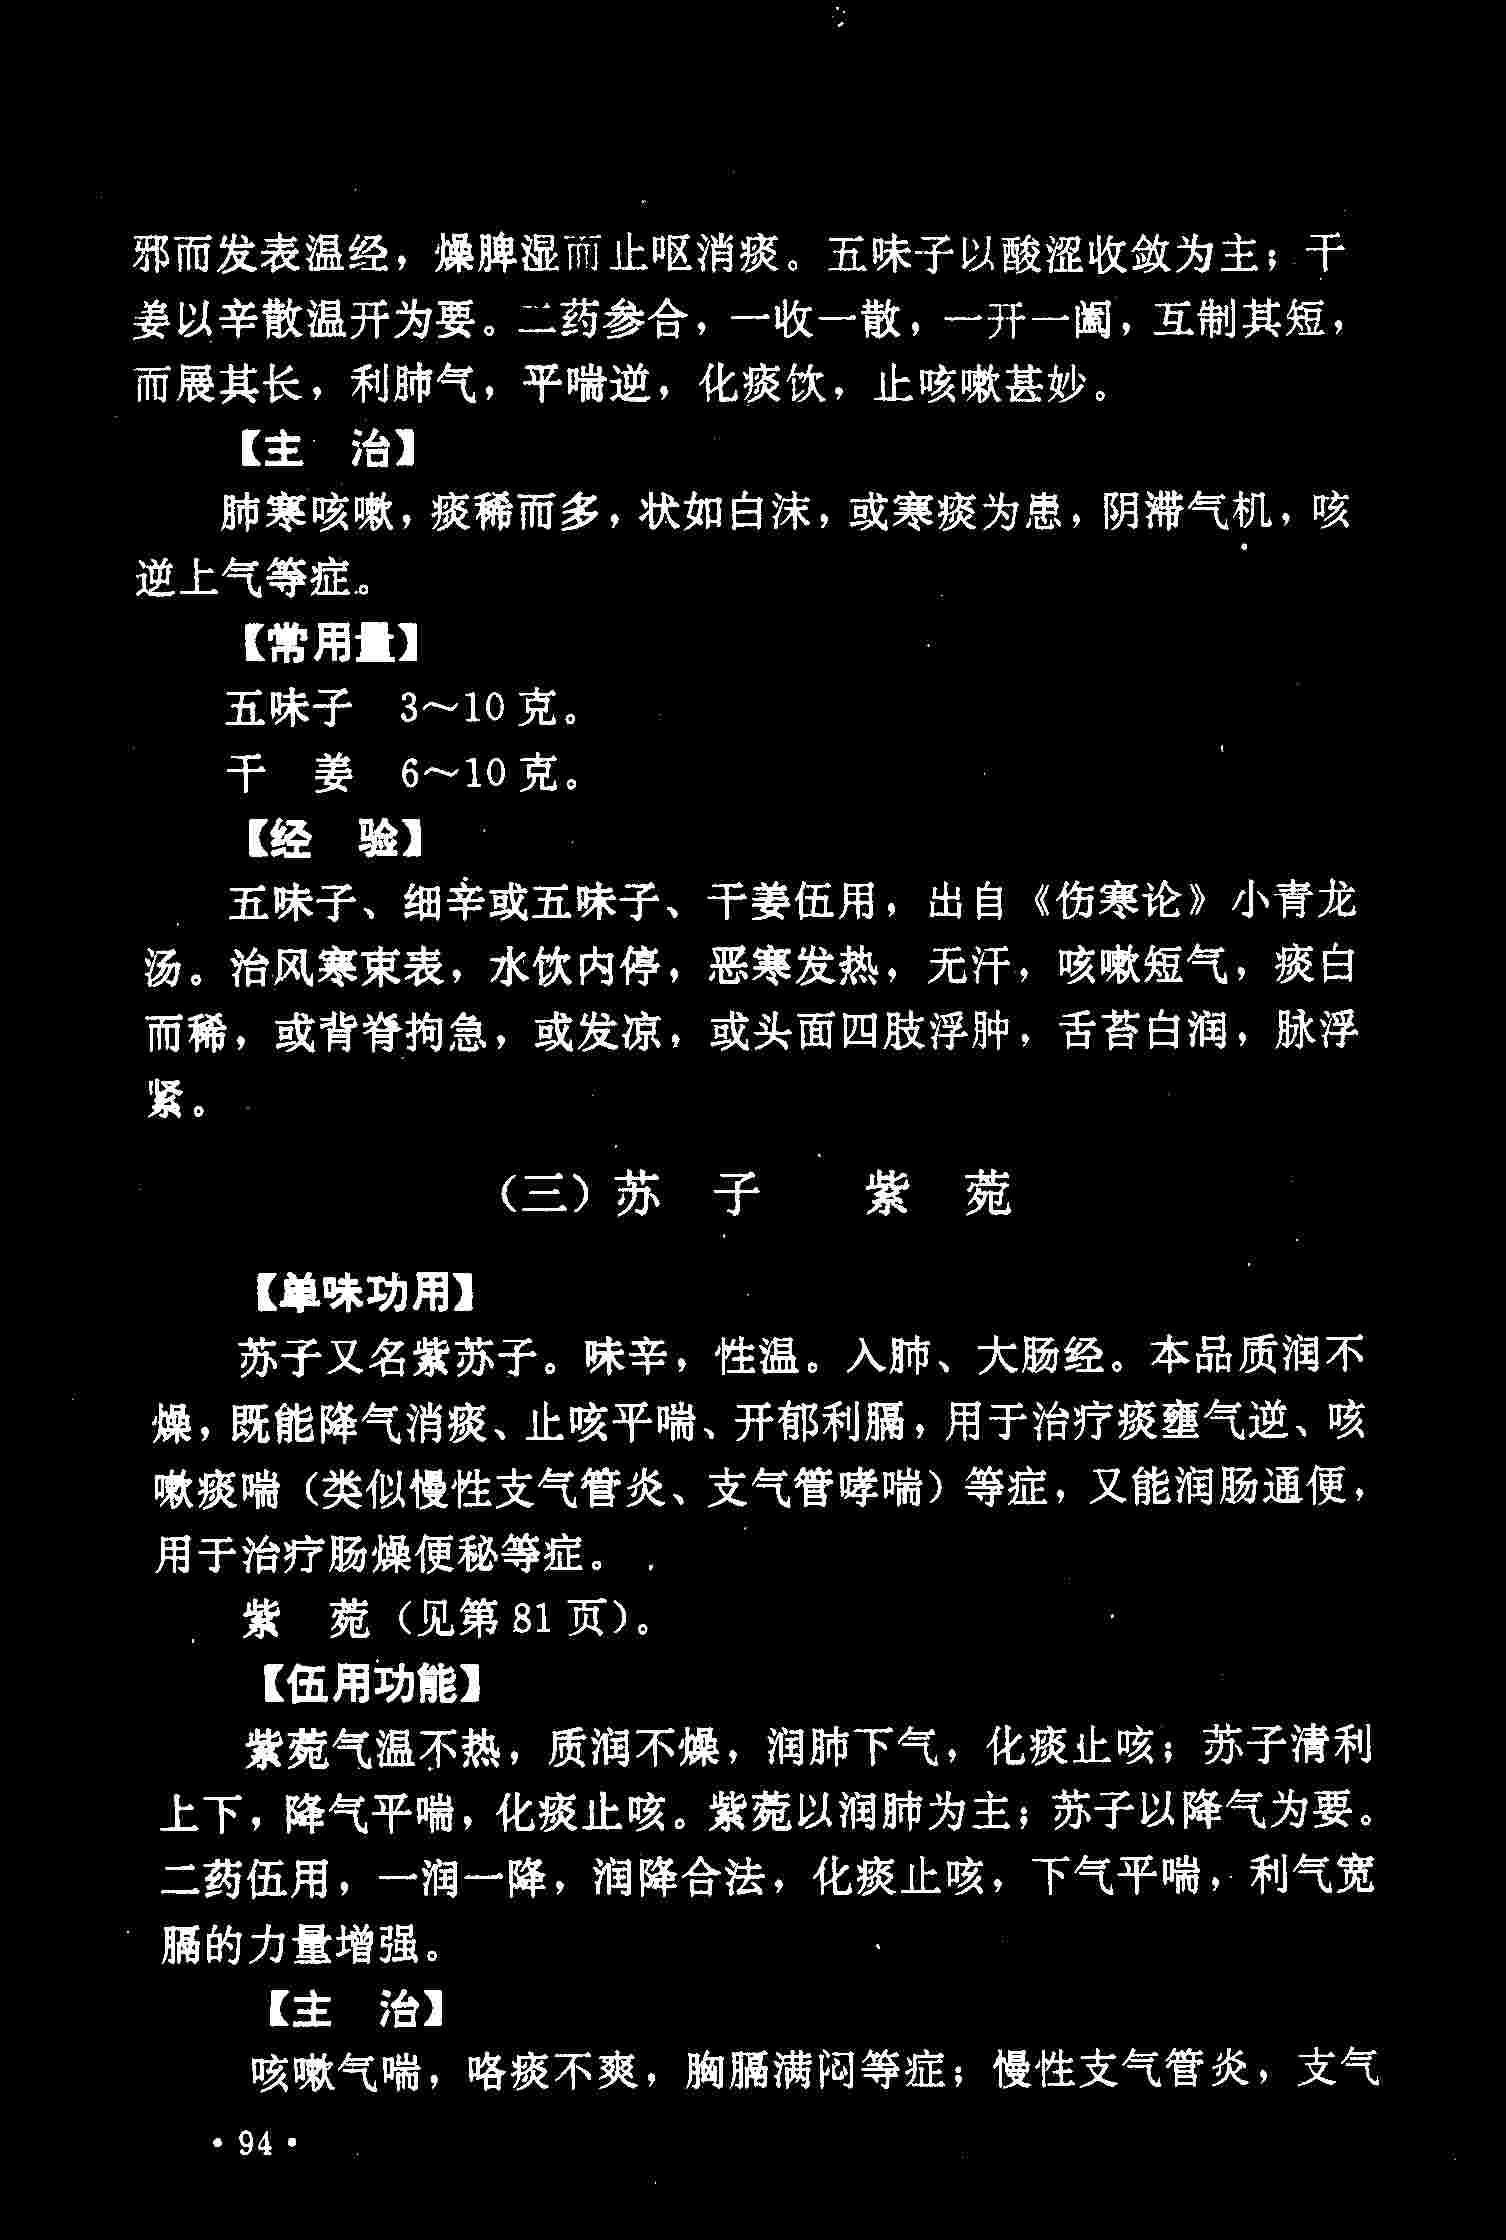 邪而发表温经，燥脾湿而止呕消痰。五味子以酸涩收敛为主；干
姜以辛散温开为要。二药参合，一收一散，一开一阖，互制其短，
而展其长，利肺气，平喘逆，化痰饮，止咳嗽甚妙。
【主　治】
肺寒咳嗽，痰稀而多，状如白沫，或寒痰为患，阴滞气机，咳
逆上气等症。
【常用量】
五味子　3～10 克。
干　姜　6～10 克。
【经　验】
五味子、细辛或五味子、干姜伍用，出自《伤寒论》小青龙
汤。治风寒束表，水饮内停，恶寒发热，无汗，咳嗽短气，痰白
而稀，或背脊拘急，或发凉，或头面四肢浮肿，舌苔白润，脉浮
紧。
（三）苏　子　　紫　菀
【单味功用】
苏子又名紫苏子。味辛，性温。入肺、大肠经。本品质润不
燥，既能降气消痰、止咳平喘、开郁利膈，用于治疗痰壅气逆、咳
嗽痰喘（类似慢性支气管炎、支气管哮喘）等症，又能润肠通便，
用于治疗肠燥便秘等症。
紫　菀（见第 81 页）。
【伍用功能】
紫菀气温不热，质润不燥，润肺下气，化痰止咳；苏子清利
上下，降气平喘，化痰止咳。紫菀以润肺为主；苏子以降气为要。
二药伍用，一润一降，润降合法，化痰止咳，下气平喘，利气宽
膈的力量增强。
【主　治】
咳嗽气喘，咯痰不爽，胸膈满闷等症；慢性支气管炎，支气
·94·